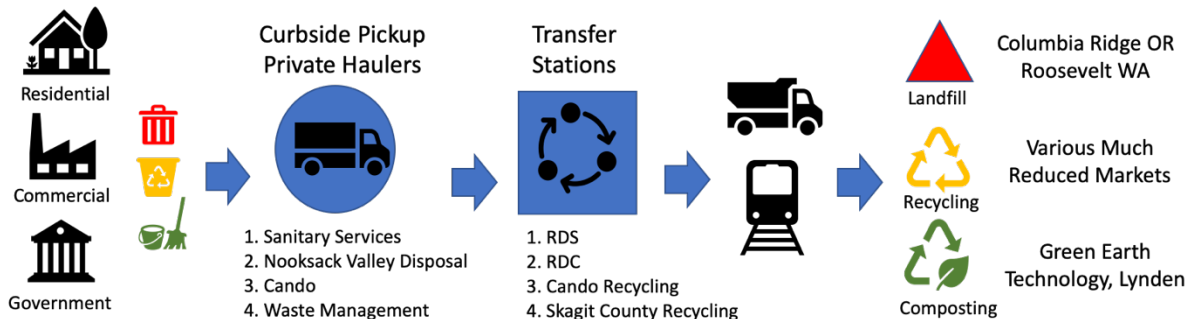 Residential
Commercial
Government
Curbside Pickup
Private Haulers
1. Sanitary Services
2. Nooksack Valley Disposal
3. Cando
4. Waste Management
Transfer
Stations
1. RDS
2. RDC
3. Cando Recycling
4. Skagit County Recycling
Landfill
Columbia Ridge OR
Roosevelt WA
Recycling
Various Much
Reduced Markets
Composting
Green Earth
Technology, Lynden